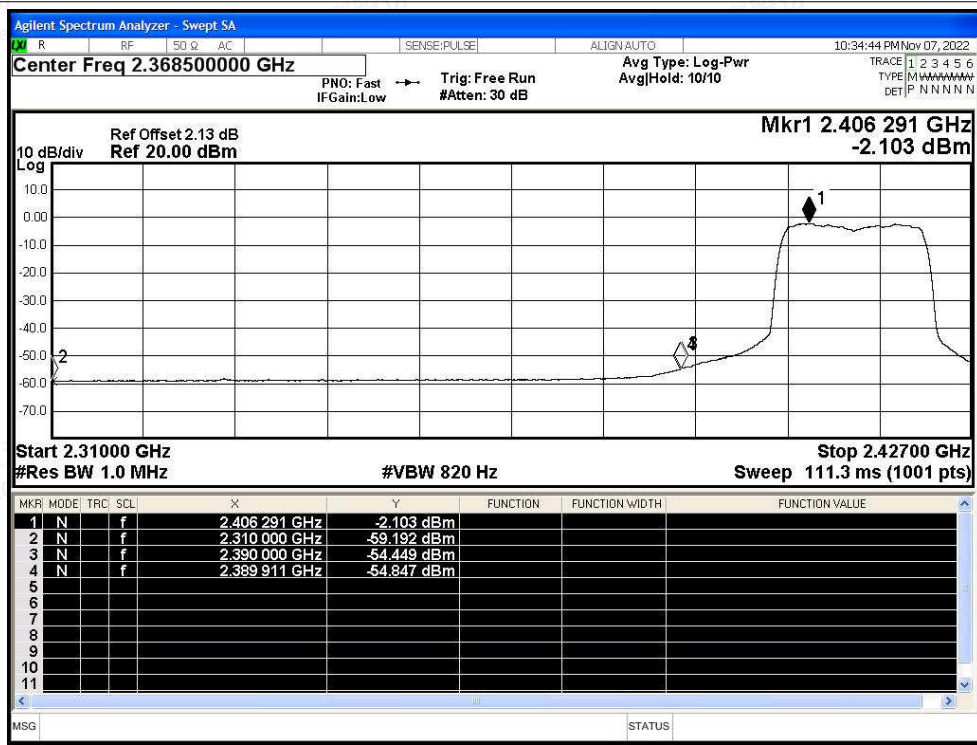 Agilent Spectrum Analyzer - Swept SA
LXI R RF 50 Ω AC SENSE:PULSE ALIGN AUTO 10:34:44 PM Nov 07, 2022
Center Freq 2.368500000 GHz
PNO: Fast
IFGain:Low
Trig: Free Run
#Atten: 30 dB
Avg Type: Log-Pwr
Avg|Hold: 10/10
TRACE 1 2 3 4 5 6
TYPE M
DET P N N N N N
Mkr1 2.406 291 GHz
-2.103 dBm
Ref Offset 2.13 dB
10 dB/div Ref 20.00 dBm
Log
10.0
0.00
-10.0
-20.0
-30.0
-40.0
-50.0
-60.0
-70.0
1
2
4
Start 2.31000 GHz Stop 2.42700 GHz
#Res BW 1.0 MHz #VBW 820 Hz Sweep 111.3 ms (1001 pts)
MKR MODE TRC SCL X Y FUNCTION FUNCTION WIDTH FUNCTION VALUE
1 N f 2.406 291 GHz -2.103 dBm
2 N f 2.310 000 GHz -59.192 dBm
3 N f 2.390 000 GHz -54.449 dBm
4 N f 2.389 911 GHz -54.847 dBm
5
6
7
8
9
10
11
MSG STATUS